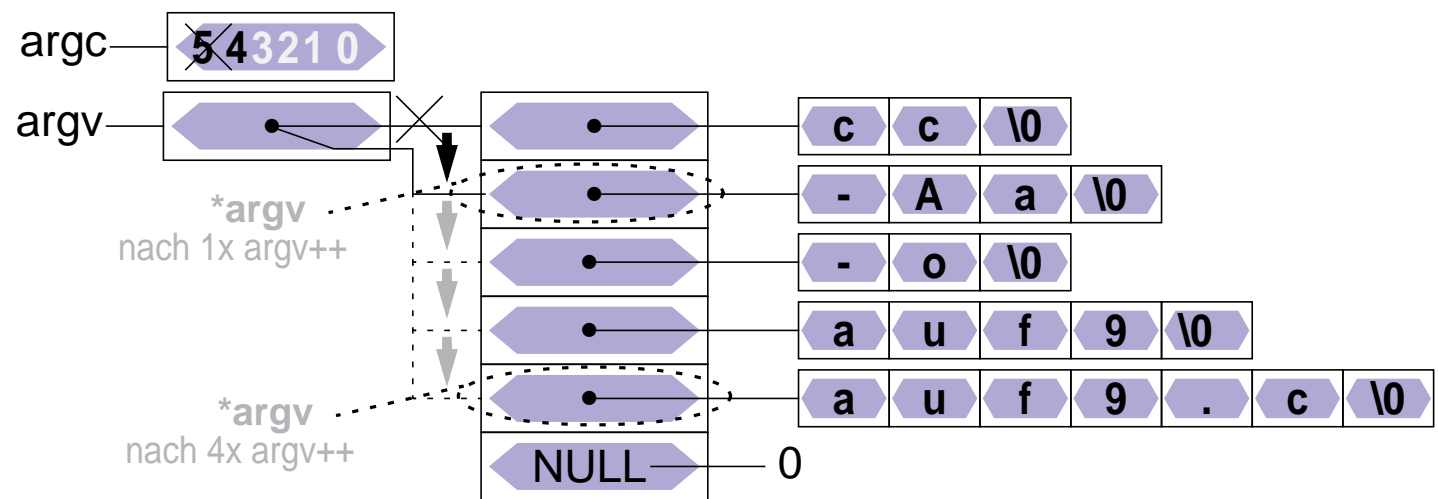 argc 5 4 3 2 1 0
argv c c \0
- A a \0
*argv
nach 1x argv++
- o \0
a u f 9 \0
a u f 9 . c \0
*argv
nach 4x argv++
NULL 0